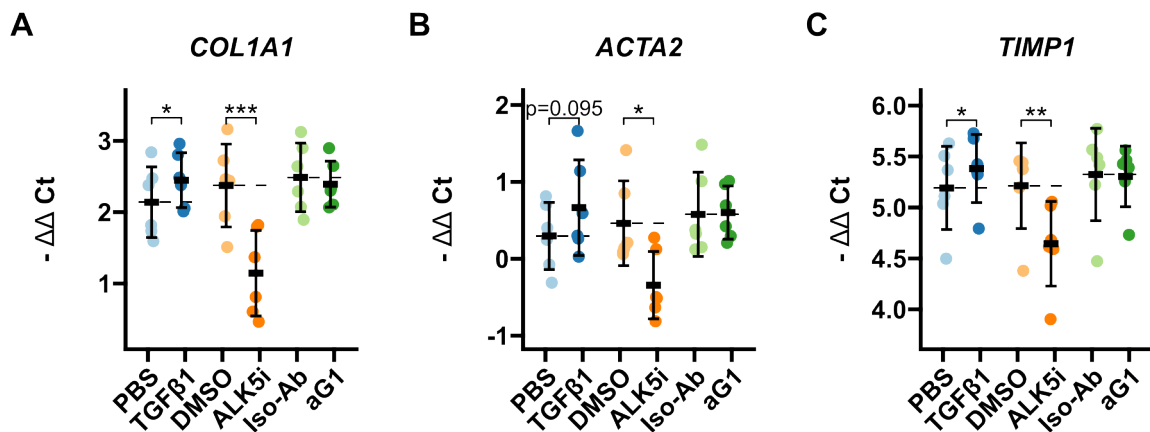 A
COL1A1
- ΔΔ Ct
3
2
1
*
***
PBS
TGFβ1
DMSO
ALK5i
Iso-Ab
aG1
B
ACTA2
- ΔΔ Ct
2
1
0
-1
p=0.095
*
PBS
TGFβ1
DMSO
ALK5i
Iso-Ab
aG1
C
TIMP1
- ΔΔ Ct
6.0
5.5
5.0
4.5
4.0
*
**
PBS
TGFβ1
DMSO
ALK5i
Iso-Ab
aG1